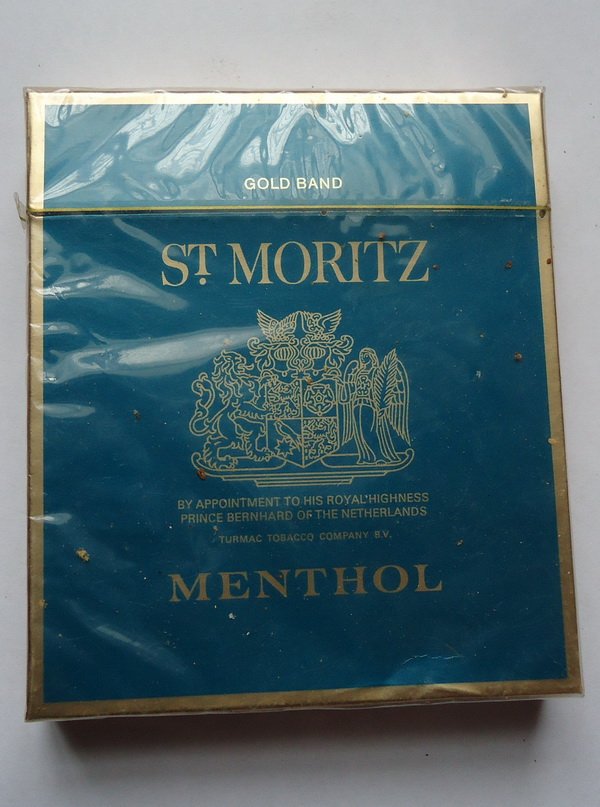 GOLD BAND
ST. MORITZ
BY APPOINTMENT TO HIS ROYAL HIGHNESS
PRINCE BERNHARD OF THE NETHERLANDS
TURMAC TOBACCO COMPANY B.V.
MENTHOL